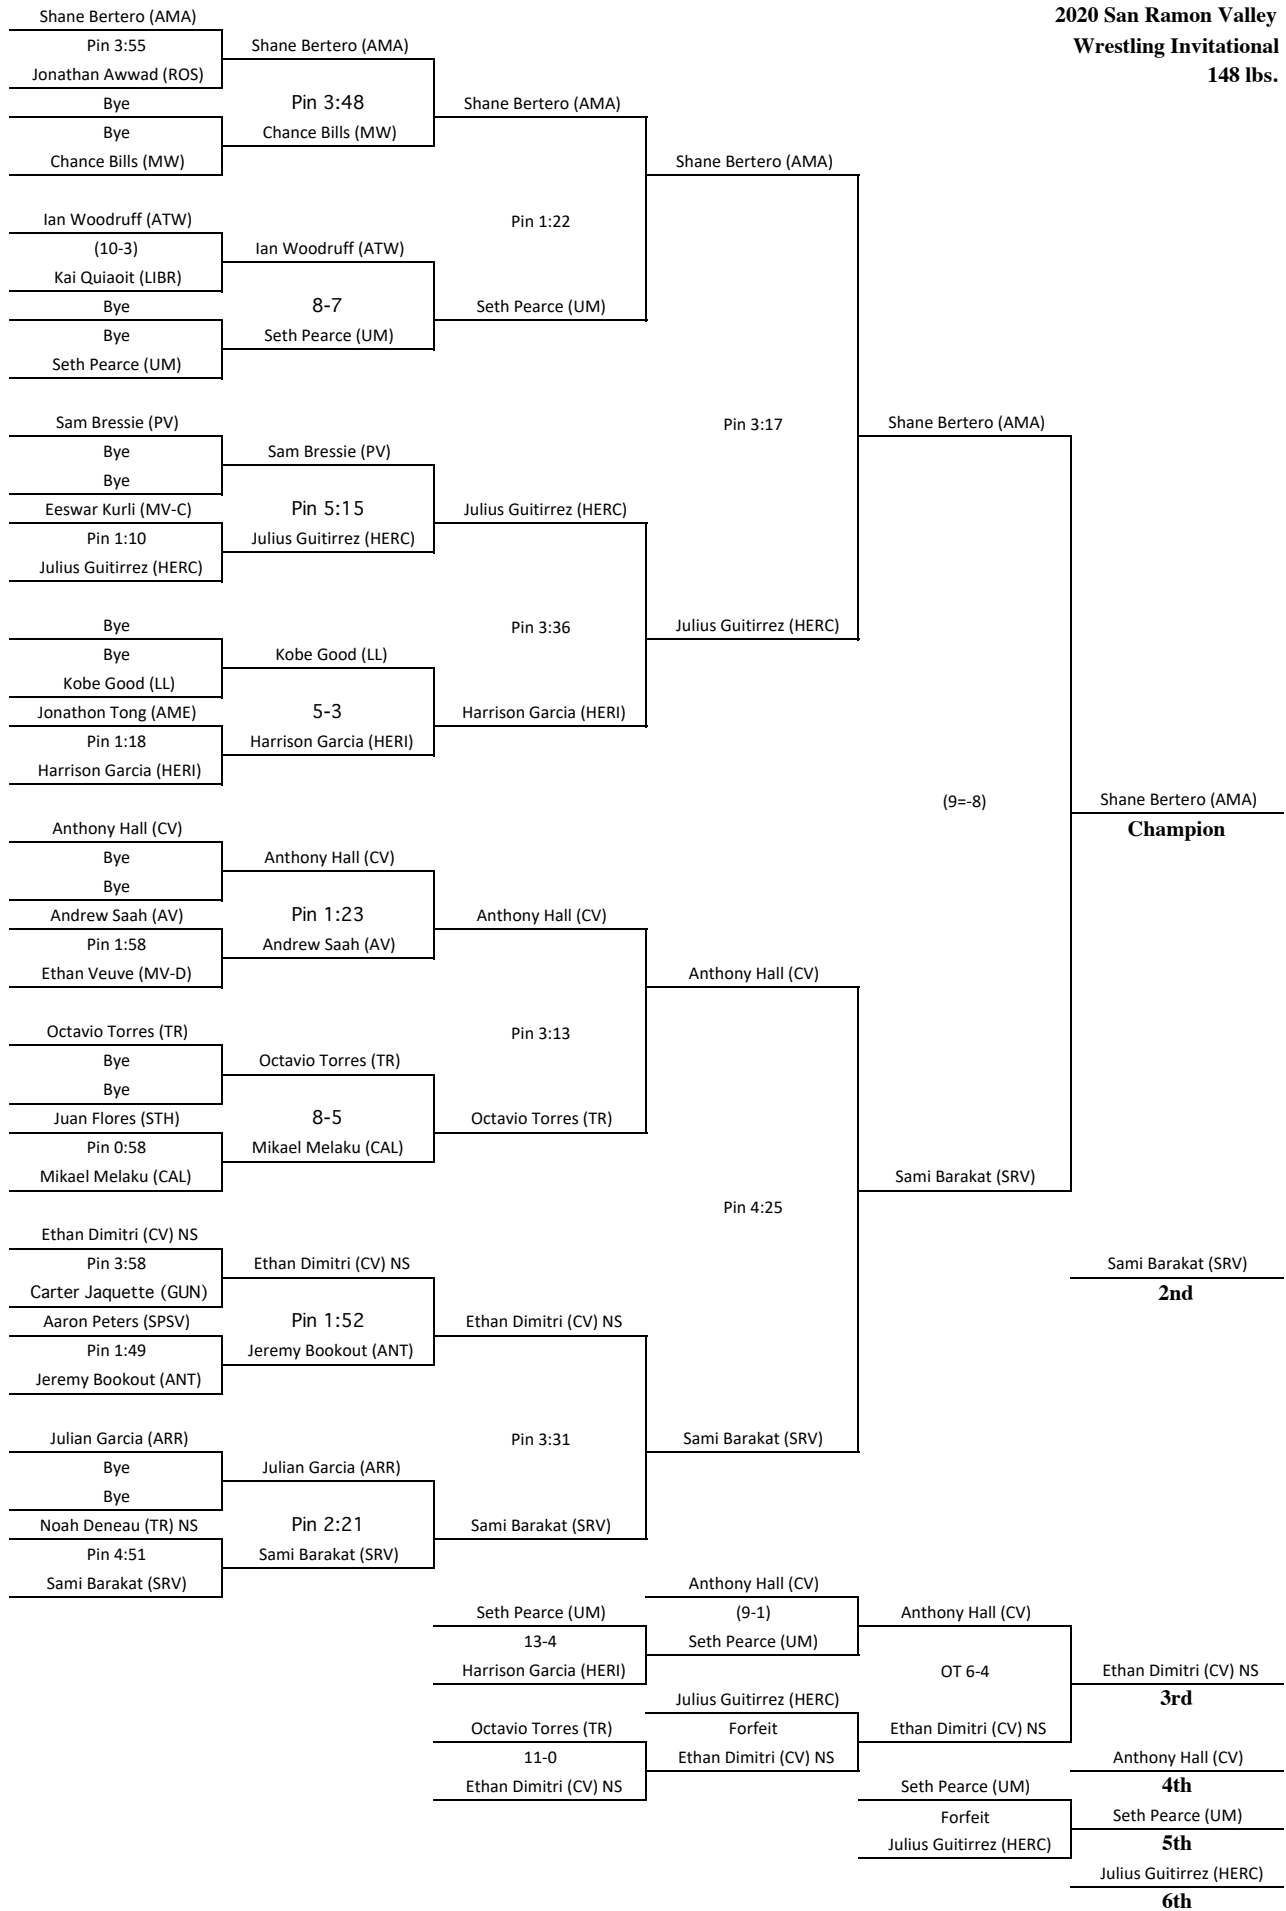 2020 San Ramon Valley
Wrestling Invitational
148 lbs.
Shane Bertero (AMA)
Pin 3:55
Jonathan Awwad (ROS)
Bye
Bye
Chance Bills (MW)
Ian Woodruff (ATW)
(10-3)
Kai Quiaoit (LIBR)
Bye
Bye
Seth Pearce (UM)
Sam Bressie (PV)
Bye
Bye
Eeswar Kurli (MV-C)
Pin 1:10
Julius Guitirrez (HERC)
Bye
Bye
Kobe Good (LL)
Jonathon Tong (AME)
Pin 1:18
Harrison Garcia (HERI)
Anthony Hall (CV)
Bye
Bye
Andrew Saah (AV)
Pin 1:58
Ethan Veuve (MV-D)
Octavio Torres (TR)
Bye
Bye
Juan Flores (STH)
Pin 0:58
Mikael Melaku (CAL)
Ethan Dimitri (CV) NS
Pin 3:58
Carter Jaquette (GUN)
Aaron Peters (SPSV)
Pin 1:49
Jeremy Bookout (ANT)
Julian Garcia (ARR)
Bye
Bye
Noah Deneau (TR) NS
Pin 4:51
Sami Barakat (SRV)
Shane Bertero (AMA)
Pin 3:48
Chance Bills (MW)
Ian Woodruff (ATW)
8-7
Seth Pearce (UM)
Sam Bressie (PV)
Pin 5:15
Julius Guitirrez (HERC)
Kobe Good (LL)
5-3
Harrison Garcia (HERI)
Anthony Hall (CV)
Pin 1:23
Andrew Saah (AV)
Octavio Torres (TR)
8-5
Mikael Melaku (CAL)
Ethan Dimitri (CV) NS
Pin 1:52
Jeremy Bookout (ANT)
Julian Garcia (ARR)
Pin 2:21
Sami Barakat (SRV)
Shane Bertero (AMA)
Pin 1:22
Seth Pearce (UM)
Julius Guitirrez (HERC)
Pin 3:36
Harrison Garcia (HERI)
Anthony Hall (CV)
Pin 3:13
Octavio Torres (TR)
Ethan Dimitri (CV) NS
Pin 3:31
Sami Barakat (SRV)
Shane Bertero (AMA)
Pin 3:17
Julius Guitirrez (HERC)
Anthony Hall (CV)
Pin 4:25
Sami Barakat (SRV)
Shane Bertero (AMA)
(9=-8)
Sami Barakat (SRV)
Shane Bertero (AMA)
Champion
Sami Barakat (SRV)
2nd
Seth Pearce (UM)
13-4
Harrison Garcia (HERI)
Octavio Torres (TR)
11-0
Ethan Dimitri (CV) NS
Anthony Hall (CV)
(9-1)
Seth Pearce (UM)
Julius Guitirrez (HERC)
Forfeit
Ethan Dimitri (CV) NS
Anthony Hall (CV)
OT 6-4
Ethan Dimitri (CV) NS
Seth Pearce (UM)
Forfeit
Julius Guitirrez (HERC)
Ethan Dimitri (CV) NS
3rd
Anthony Hall (CV)
4th
Seth Pearce (UM)
5th
Julius Guitirrez (HERC)
6th